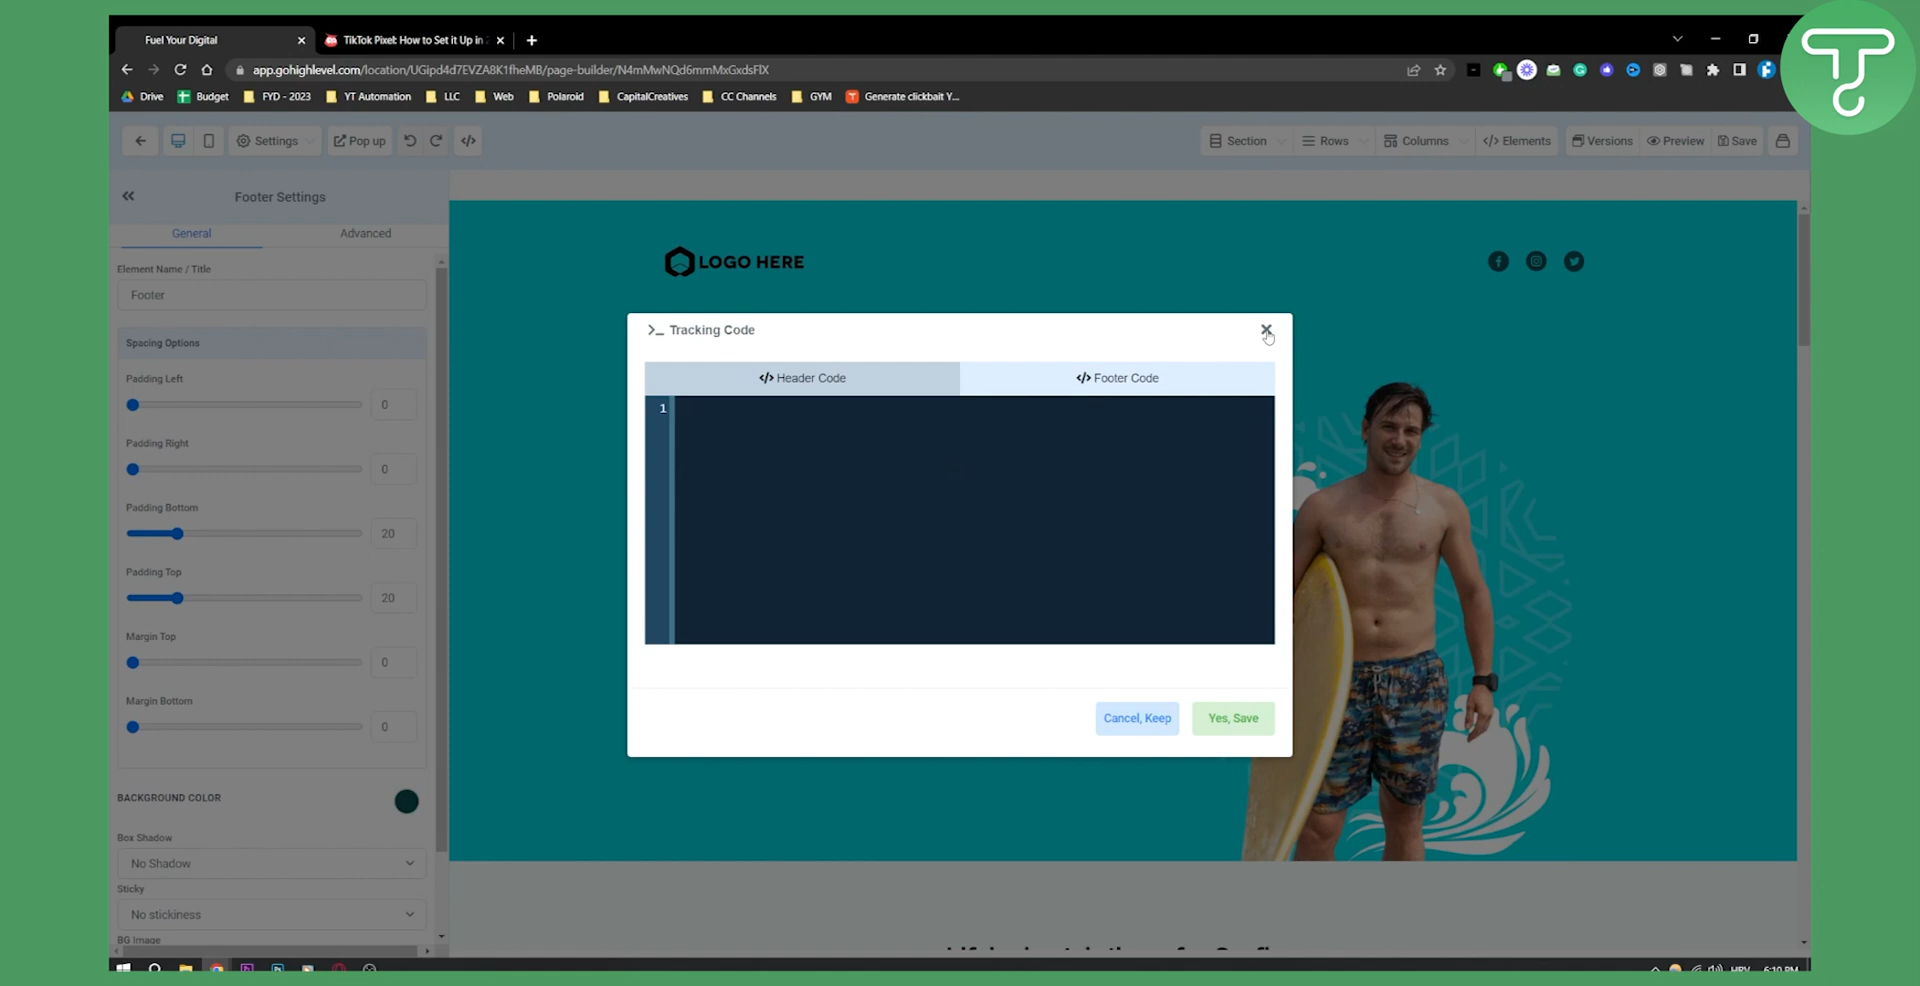 Fuel Your Digital
TikTok Pixel: How to Set it Up in
app.gohighlevel.com/location/UGipd4d7EVZA8K1fheMB/page-builder/N4mMwNQd6mmMxGxdsFlX
Drive
Budget
FYD - 2023
YT Automation
LLC
Web
Polaroid
CapitalCreatives
CC Channels
GYM
Generate clickbait Y...
Settings
Pop up
Section
Rows
Columns
</> Elements
Versions
Preview
Save
Footer Settings
General
Advanced
Element Name / Title
Footer
Spacing Options
Padding Left
0
Padding Right
0
Padding Bottom
20
Padding Top
20
Margin Top
0
Margin Bottom
0
BACKGROUND COLOR
Box Shadow
No Shadow
Sticky
No stickiness
BG Image
LOGO HERE
>_ Tracking Code
</> Header Code
</> Footer Code
1
Cancel, Keep
Yes, Save
HRV
6:10 PM